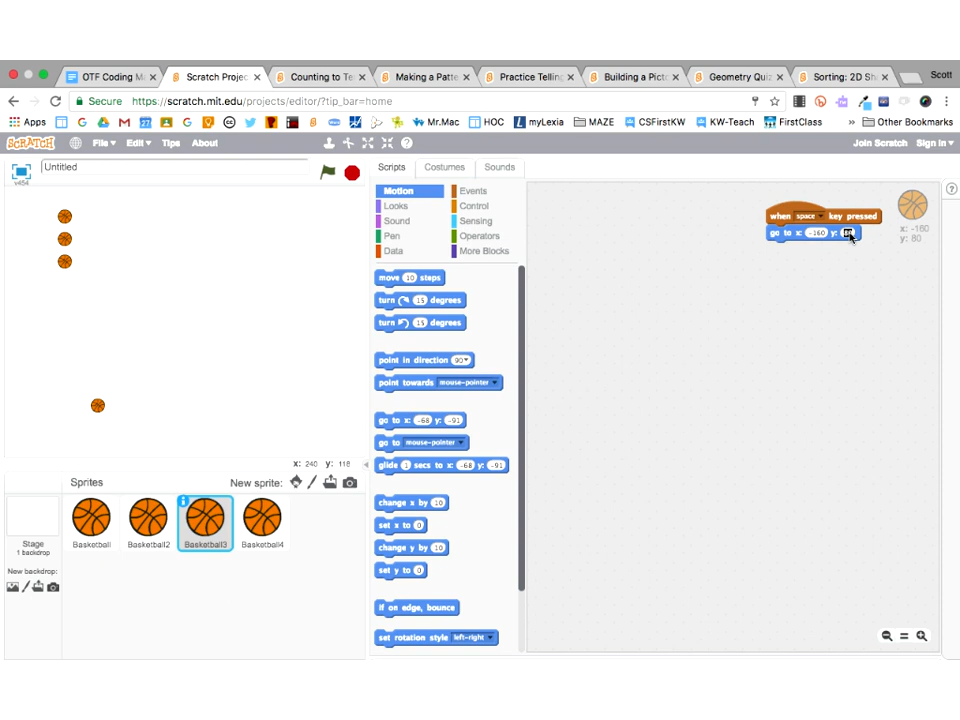 OTF Coding Ma
Scratch Projec
Counting to Te
Making a Patte
Practice Telling
Building a Pictu
Geometry Quiz
Sorting: 2D Sh
Scott
Secure https://scratch.mit.edu/projects/editor/?tip_bar=home
Apps
Mr.Mac
HOC
myLexia
MAZE
CSFirstKW
KW-Teach
FirstClass
» Other Bookmarks
SCRATCH
File▾ Edit▾ Tips About
Join Scratch Sign in▾
Untitled
v454
Scripts Costumes Sounds
Motion Events
Looks Control
Sound Sensing
Pen Operators
Data More Blocks
move 10 steps
turn 15 degrees
turn 15 degrees
point in direction 90▾
point towards mouse-pointer
go to x: -68 y: -91
go to mouse-pointer
glide 1 secs to x: -68 y: -91
change x by 10
set x to 0
change y by 10
set y to 0
if on edge, bounce
set rotation style left-right
when space key pressed
go to x: -160 y:
x: -160
y: 80
x: 240 y: 118
Sprites New sprite:
Basketball Basketball2 Basketball3 Basketball4
Stage
1 backdrop
New backdrop: